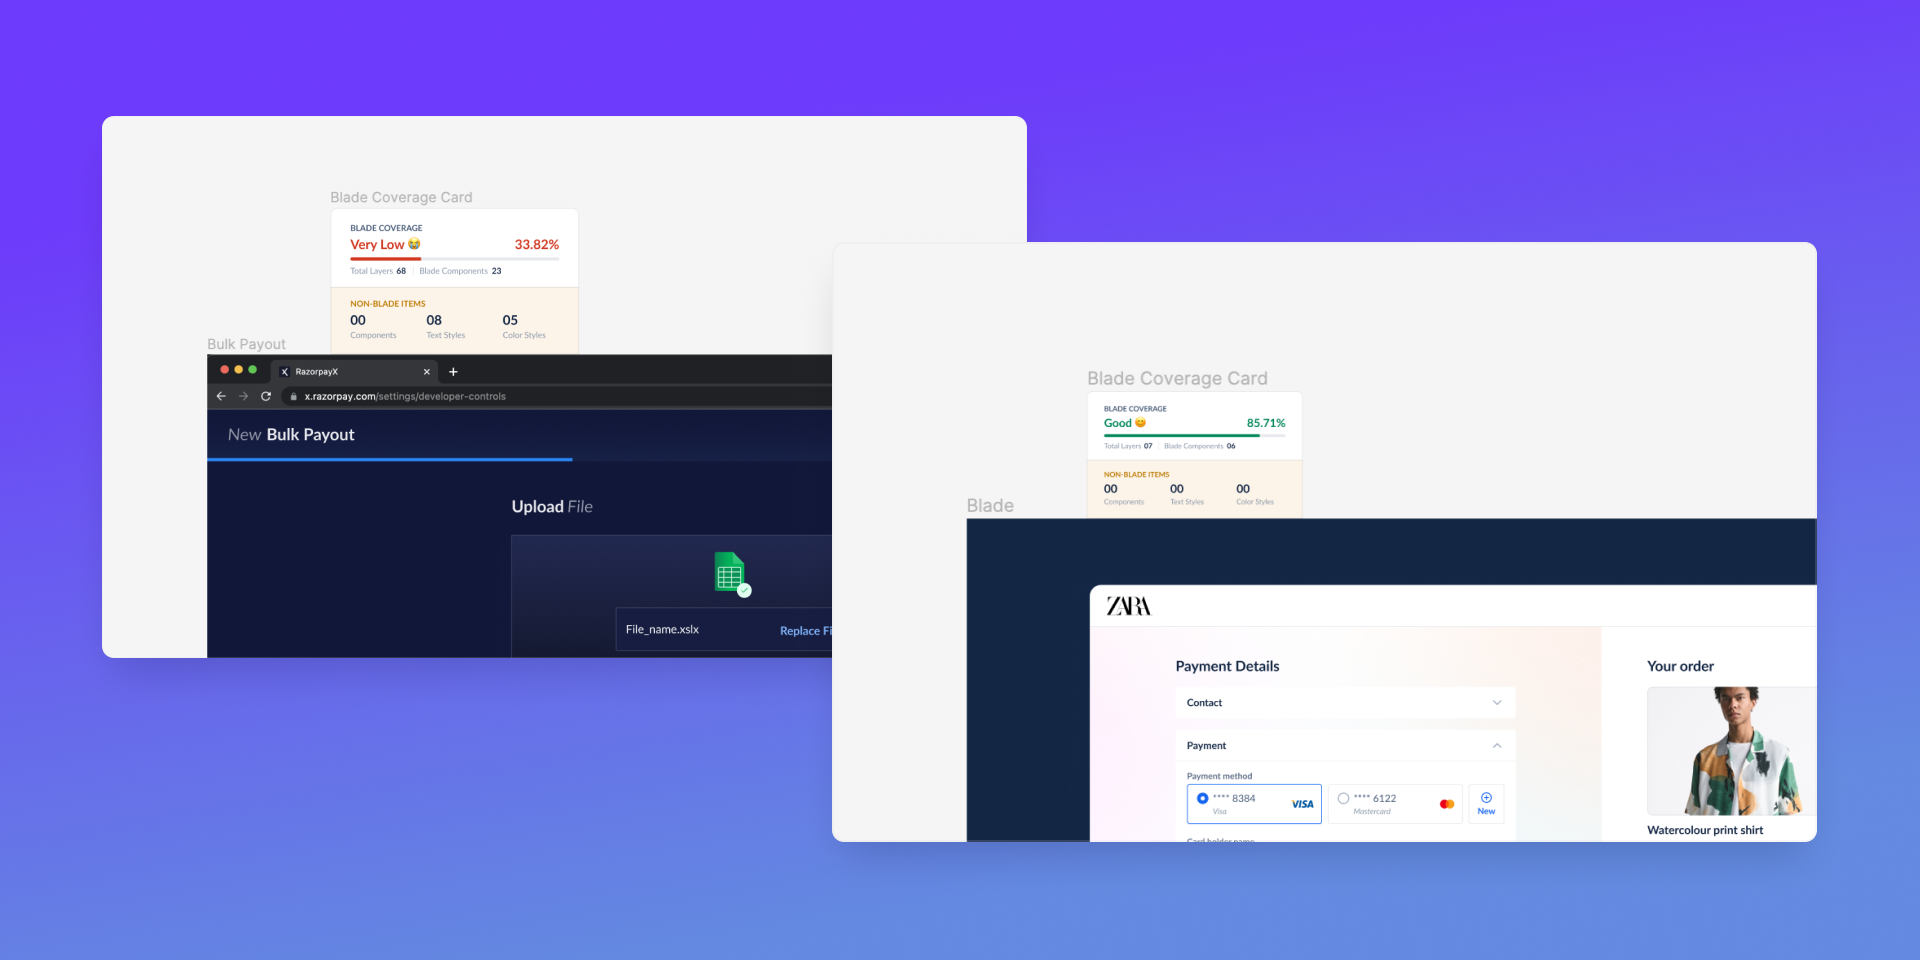 Blade Coverage Card
BLADE COVERAGE
Very Low 😭 33.82%
Total Layers 68 Blade Components 23
NON-BLADE ITEMS
00 08 05
Components Text Styles Color Styles
Bulk Payout
RazorpayX
x.razorpay.com/settings/developer-controls
New Bulk Payout
Upload File
File_name.xslx
Replace Fi
Blade Coverage Card
BLADE COVERAGE
Good 😊 85.71%
Total Layers 07 Blade Components 06
NON-BLADE ITEMS
00 00 00
Components Text Styles Color Styles
Blade
ZARA
Payment Details
Contact
Payment
Payment method
**** 8384
Visa
VISA
**** 6122
Mastercard
New
Card holder name
Your order
Watercolour print shirt